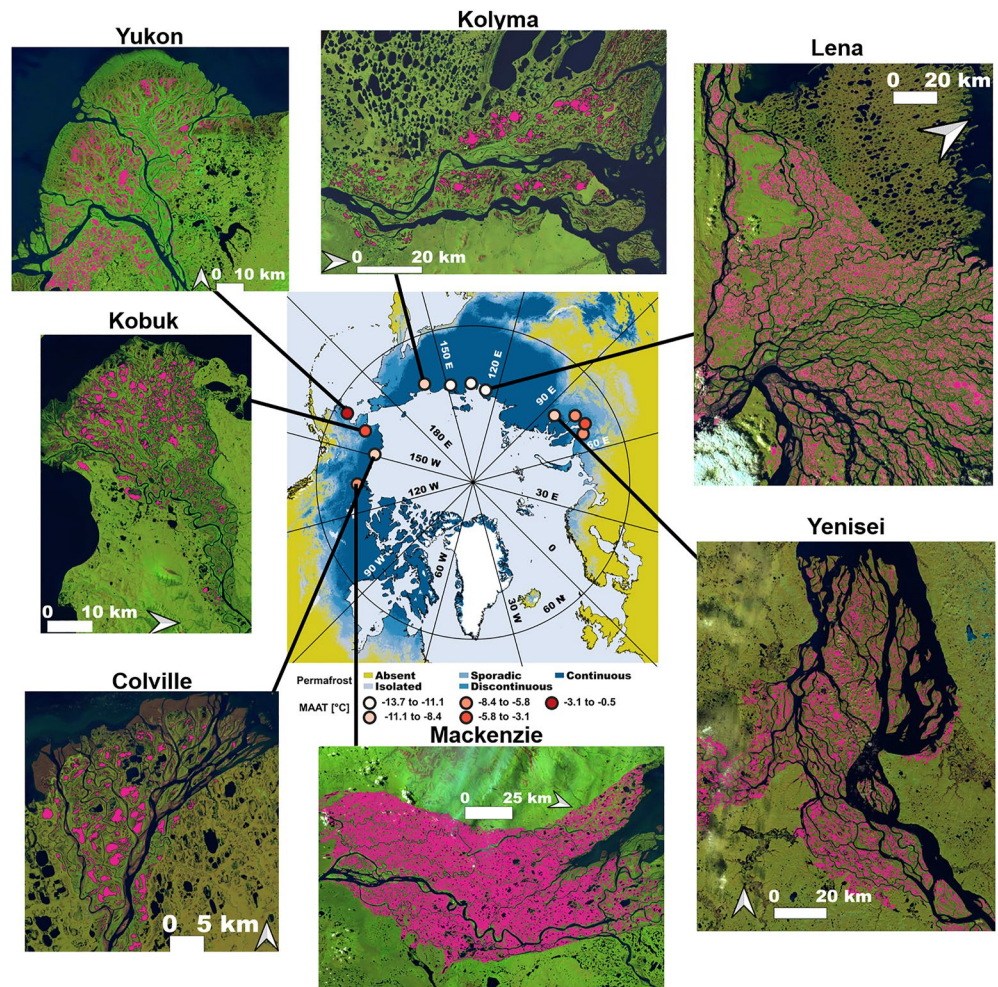 Yukon
0 10 km
Kolyma
0 20 km
Lena
0 20 km
Kobuk
0 10 km
150 E
120 E
90 E
60 E
180 E
150 W
120 W
30 E
90 W
60 W
0
30 W
60 N
Yenisei
0 20 km
Colville
0 5 km
Permafrost
Absent
Sporadic
Continuous
Isolated
Discontinuous
MAAT [°C]
-13.7 to -11.1
-8.4 to -5.8
-3.1 to -0.5
-11.1 to -8.4
-5.8 to -3.1
Mackenzie
0 25 km